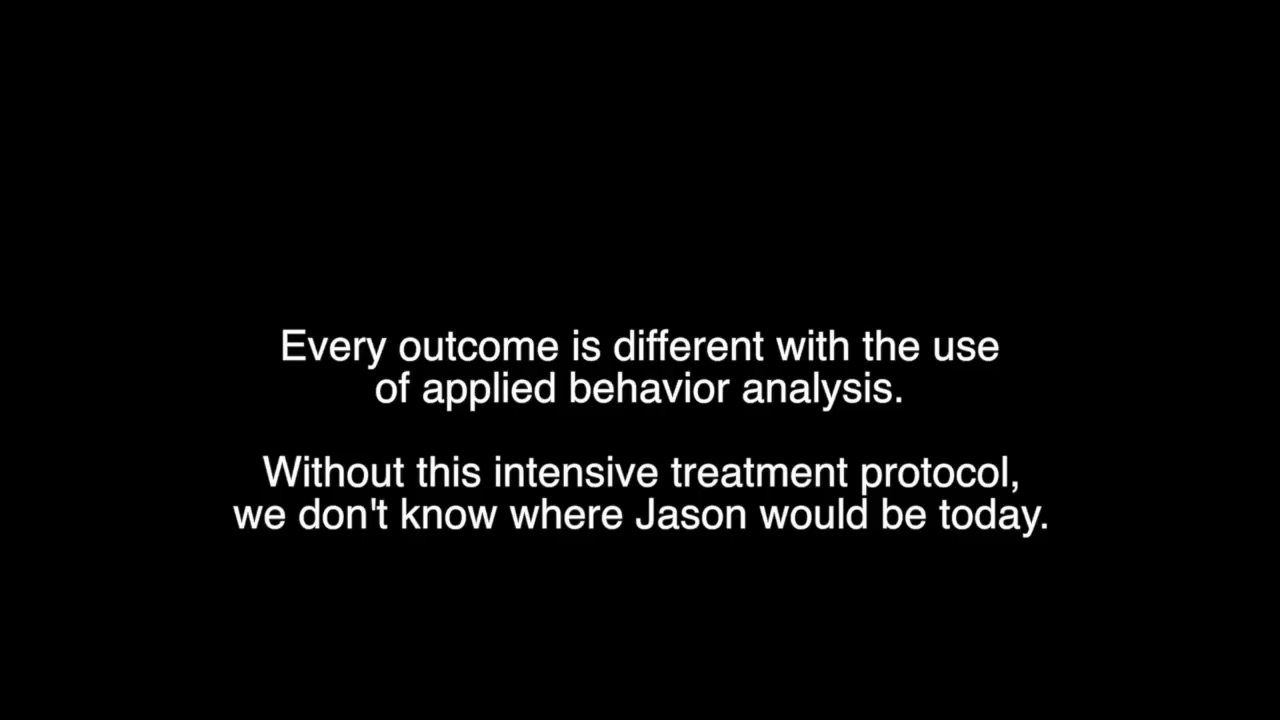 Every outcome is different with the use
of applied behavior analysis.
Without this intensive treatment protocol,
we don't know where Jason would be today.